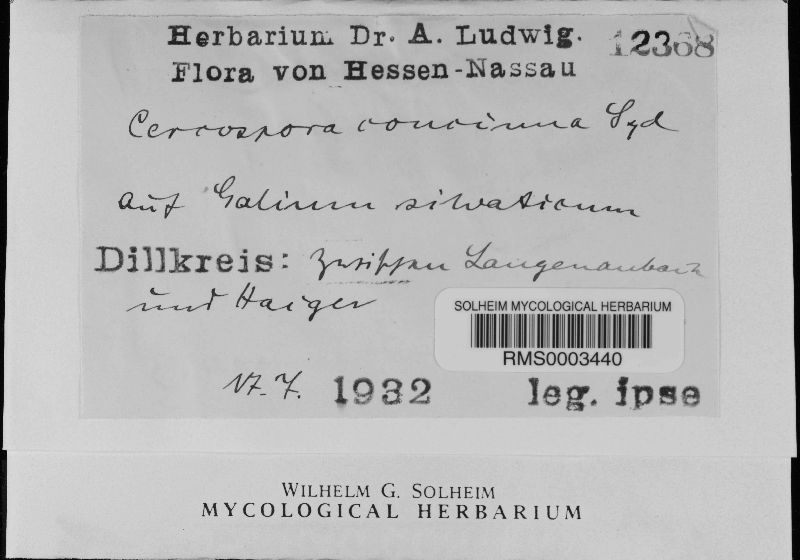 Herbarium Dr. A. Ludwig.
12368
Flora von Hessen-Nassau
Cercospora concinna Syd
auf Galium silvaticum
Dillkreis: zwischen Langenaubach
und Haiger
SOLHEIM MYCOLOGICAL HERBARIUM
RMS0003440
17. 7. 1932 leg. ipse
WILHELM G. SOLHEIM
MYCOLOGICAL HERBARIUM